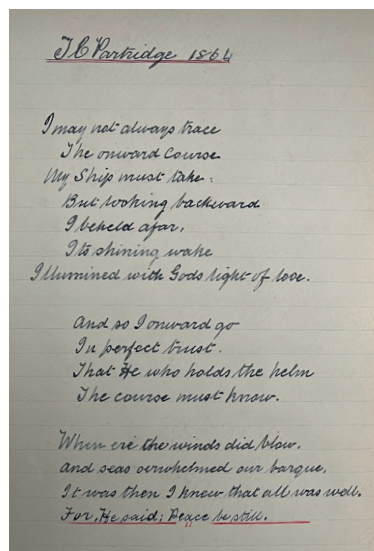 J C Partridge 1864
I may not always trace
The onward Course
My Ship must take:
But looking backward
I beheld afar,
Its shining wake
Illumined with Gods light of love.
And so I onward go
In perfect trust.
That He who holds the helm
The course must know.
When ere the winds did blow.
And seas overwhelmed our barque,
It was then I knew that all was well.
For, He said; Peace be still.